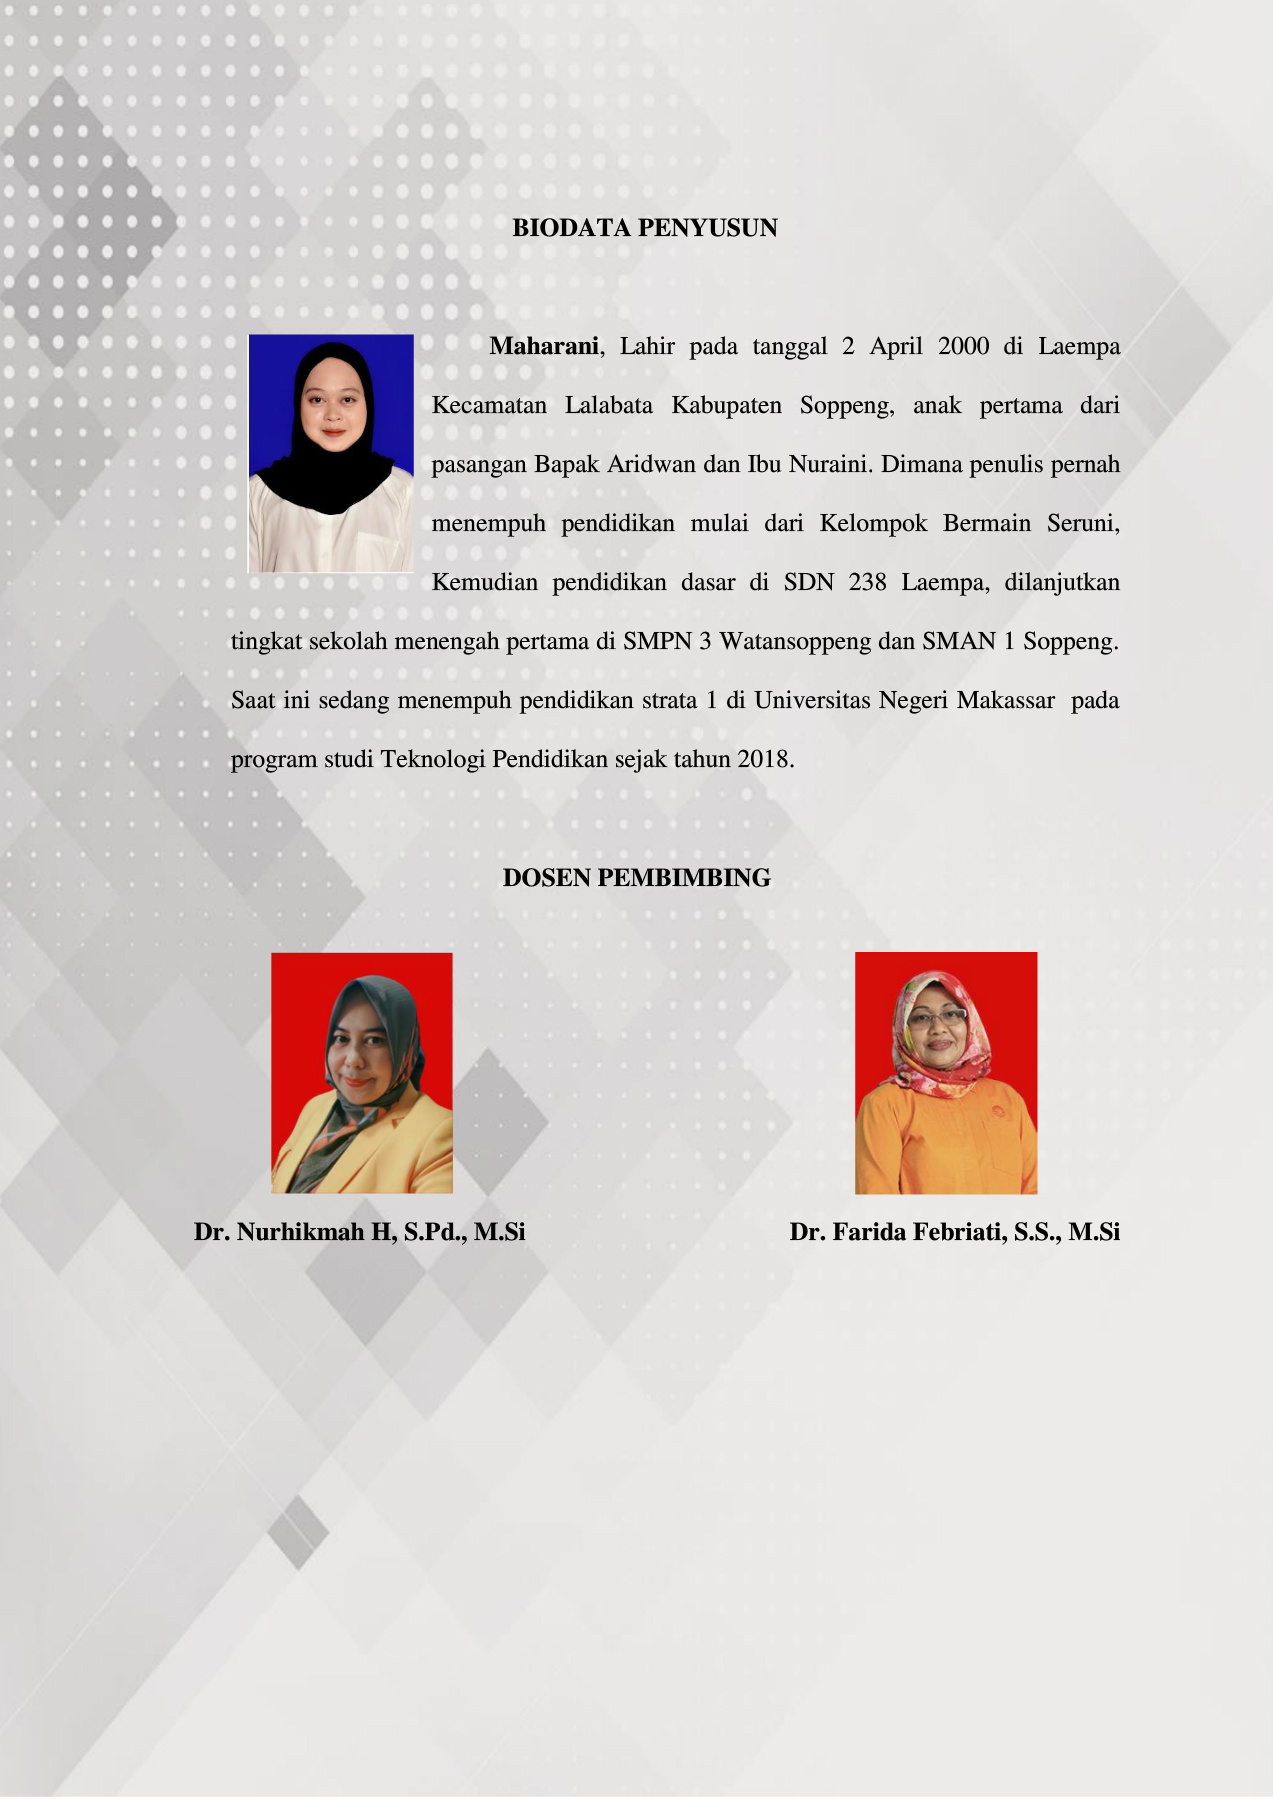 BIODATA PENYUSUN
Maharani, Lahir pada tanggal 2 April 2000 di Laempa
Kecamatan Lalabata Kabupaten Soppeng, anak pertama dari
pasangan Bapak Aridwan dan Ibu Nuraini. Dimana penulis pernah
menempuh pendidikan mulai dari Kelompok Bermain Seruni,
Kemudian pendidikan dasar di SDN 238 Laempa, dilanjutkan
tingkat sekolah menengah pertama di SMPN 3 Watansoppeng dan SMAN 1 Soppeng.
Saat ini sedang menempuh pendidikan strata 1 di Universitas Negeri Makassar pada
program studi Teknologi Pendidikan sejak tahun 2018.
DOSEN PEMBIMBING
Dr. Nurhikmah H, S.Pd., M.Si
Dr. Farida Febriati, S.S., M.Si